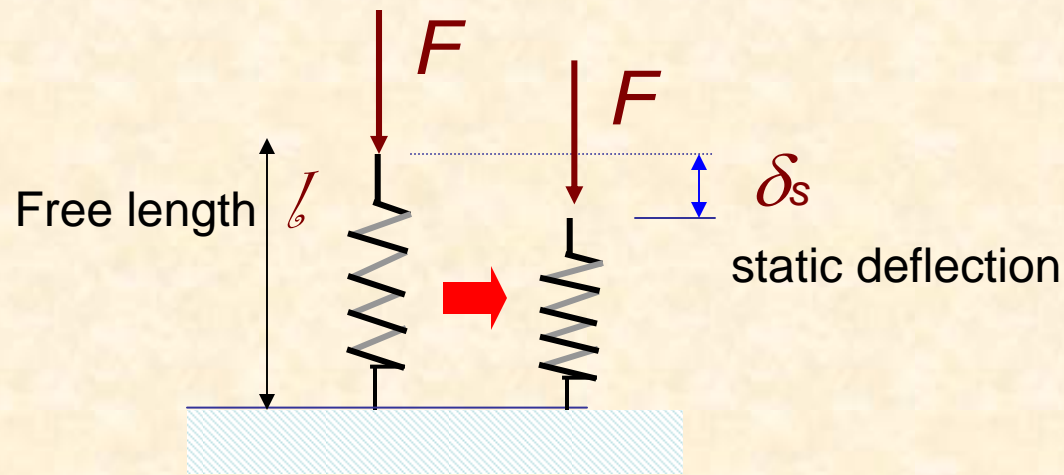 F
F
Free length l
δs
static deflection